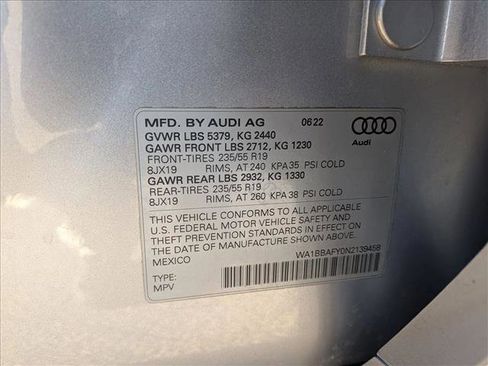 MFD. BY AUDI AG 06/22
GVWR LBS 5379, KG 2440
GAWR FRONT LBS 2712, KG 1230
FRONT-TIRES 235/55 R19
8JX19 RIMS, AT 240 KPA 35 PSI COLD
GAWR REAR LBS 2932, KG 1330
REAR-TIRES 235/55 R19
8JX19 RIMS, AT 260 KPA 38 PSI COLD
THIS VEHICLE CONFORMS TO ALL APPLICABLE
U.S. FEDERAL MOTOR VEHICLE SAFETY AND
THEFT PREVENTION STANDARDS IN EFFECT ON
THE DATE OF MANUFACTURE SHOWN ABOVE
MEXICO WA1BBAFY0N2139458
TYPE:
MPV
Audi